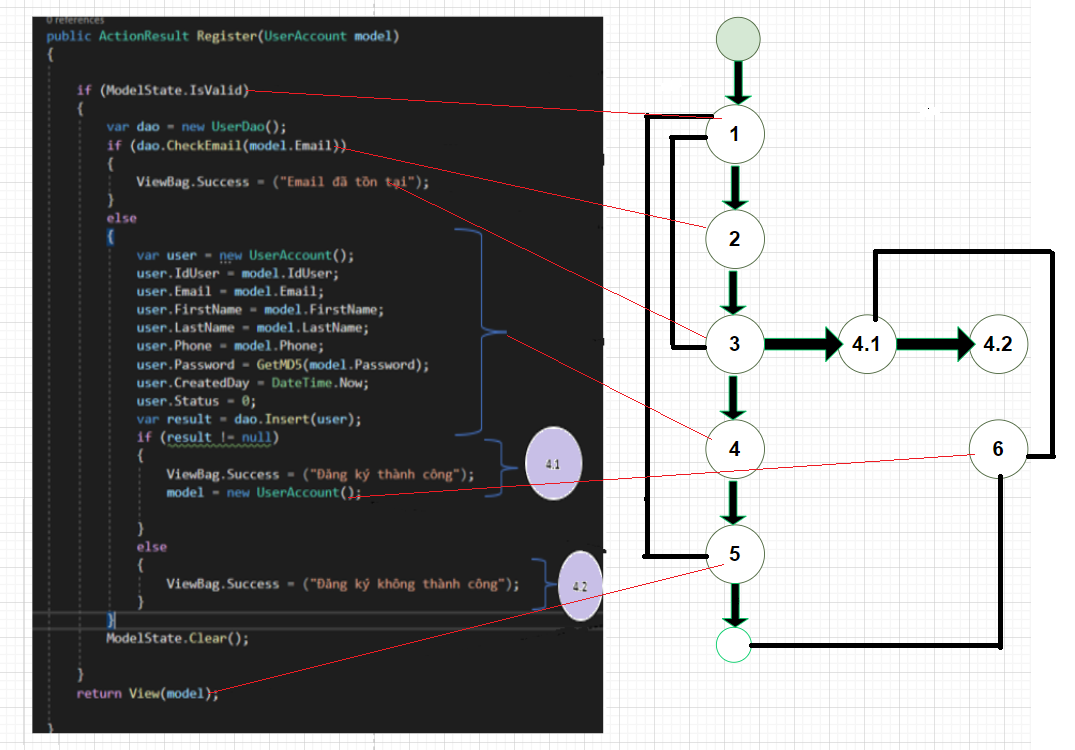 0 references
public ActionResult Register(UserAccount model)
{
if (ModelState.IsValid)
{
var dao = new UserDao();
if (dao.CheckEmail(model.Email))
{
ViewBag.Success = ("Email đã tồn tại");
}
else
{
var user = new UserAccount();
user.IdUser = model.IdUser;
user.Email = model.Email;
user.FirstName = model.FirstName;
user.LastName = model.LastName;
user.Phone = model.Phone;
user.Password = GetMD5(model.Password);
user.CreatedDay = DateTime.Now;
user.Status = 0;
var result = dao.Insert(user);
if (result != null)
{
ViewBag.Success = ("Đăng ký thành công");
model = new UserAccount();
}
else
{
ViewBag.Success = ("Đăng ký không thành công");
}
}
ModelState.Clear();
}
return View(model);
}
4.1
4.2
1
2
3
4.1
4.2
4
6
5